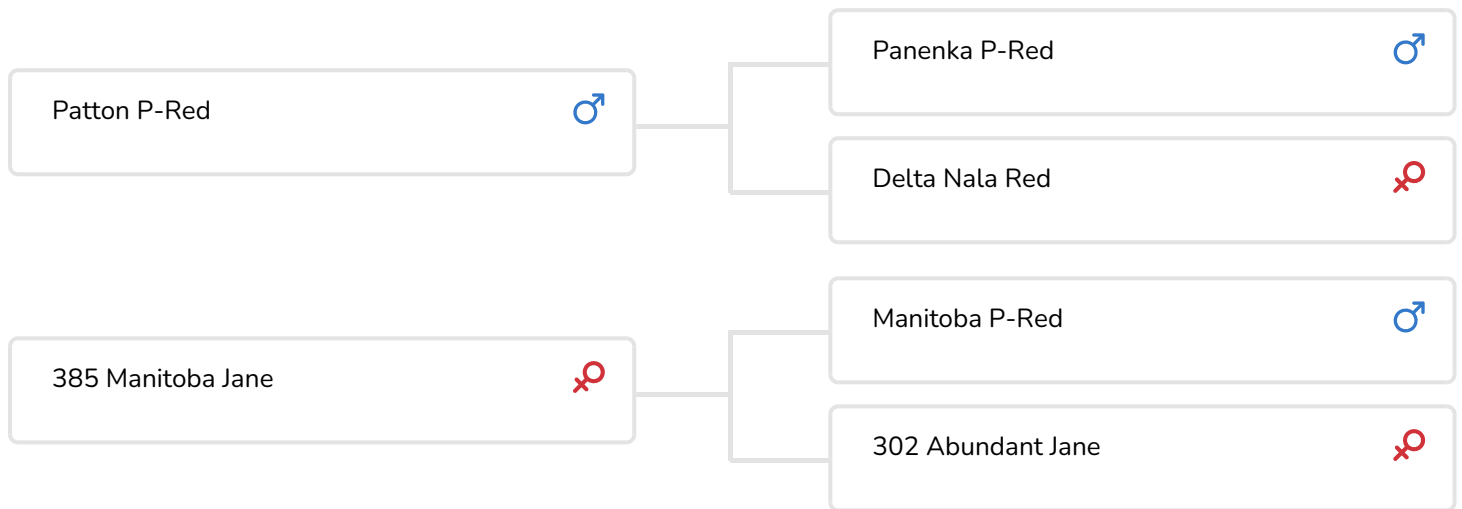 Panenka P-Red
Patton P-Red
Delta Nala Red
Manitoba P-Red
385 Manitoba Jane
302 Abundant Jane